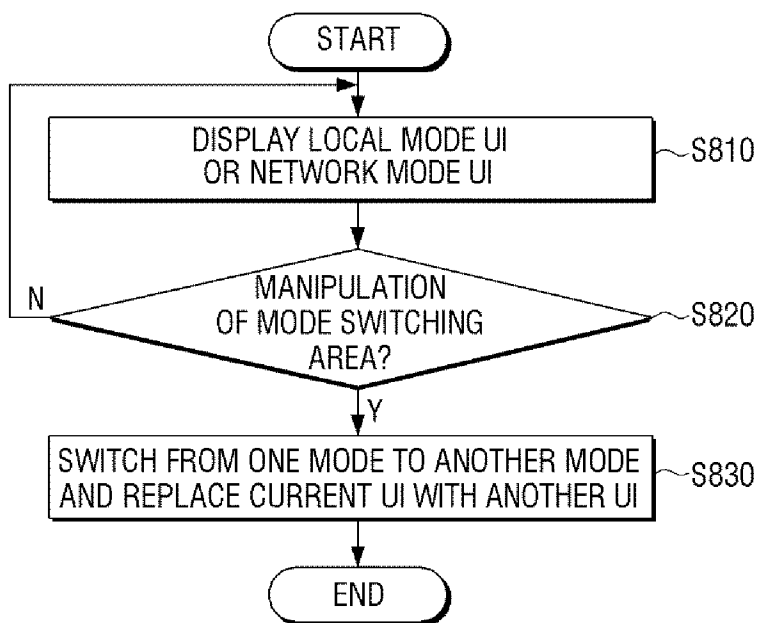 START
DISPLAY LOCAL MODE UI
OR NETWORK MODE UI
S810
N
MANIPULATION
OF MODE SWITCHING
AREA?
S820
Y
SWITCH FROM ONE MODE TO ANOTHER MODE
AND REPLACE CURRENT UI WITH ANOTHER UI
S830
END